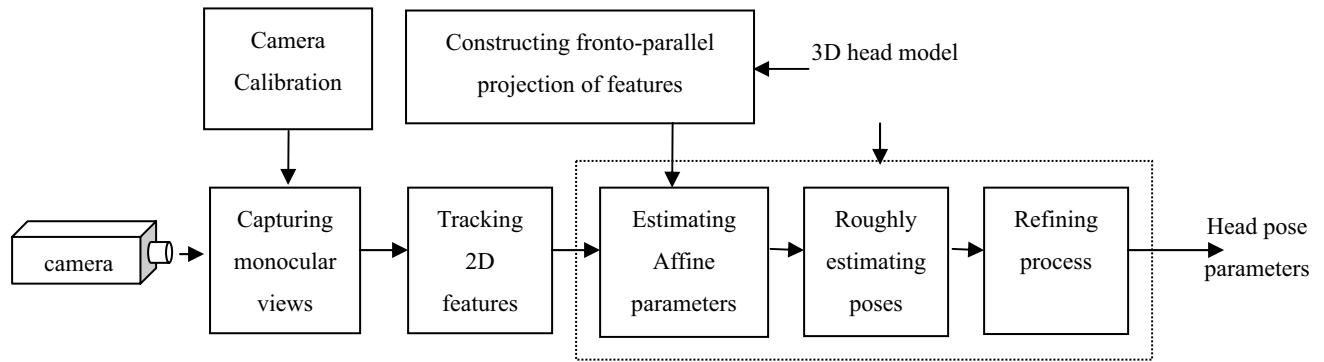 Camera
Calibration
Constructing fronto-parallel
projection of features
3D head model
camera
Capturing
monocular
views
Tracking
2D
features
Estimating
Affine
parameters
Roughly
estimating
poses
Refining
process
Head pose
parameters